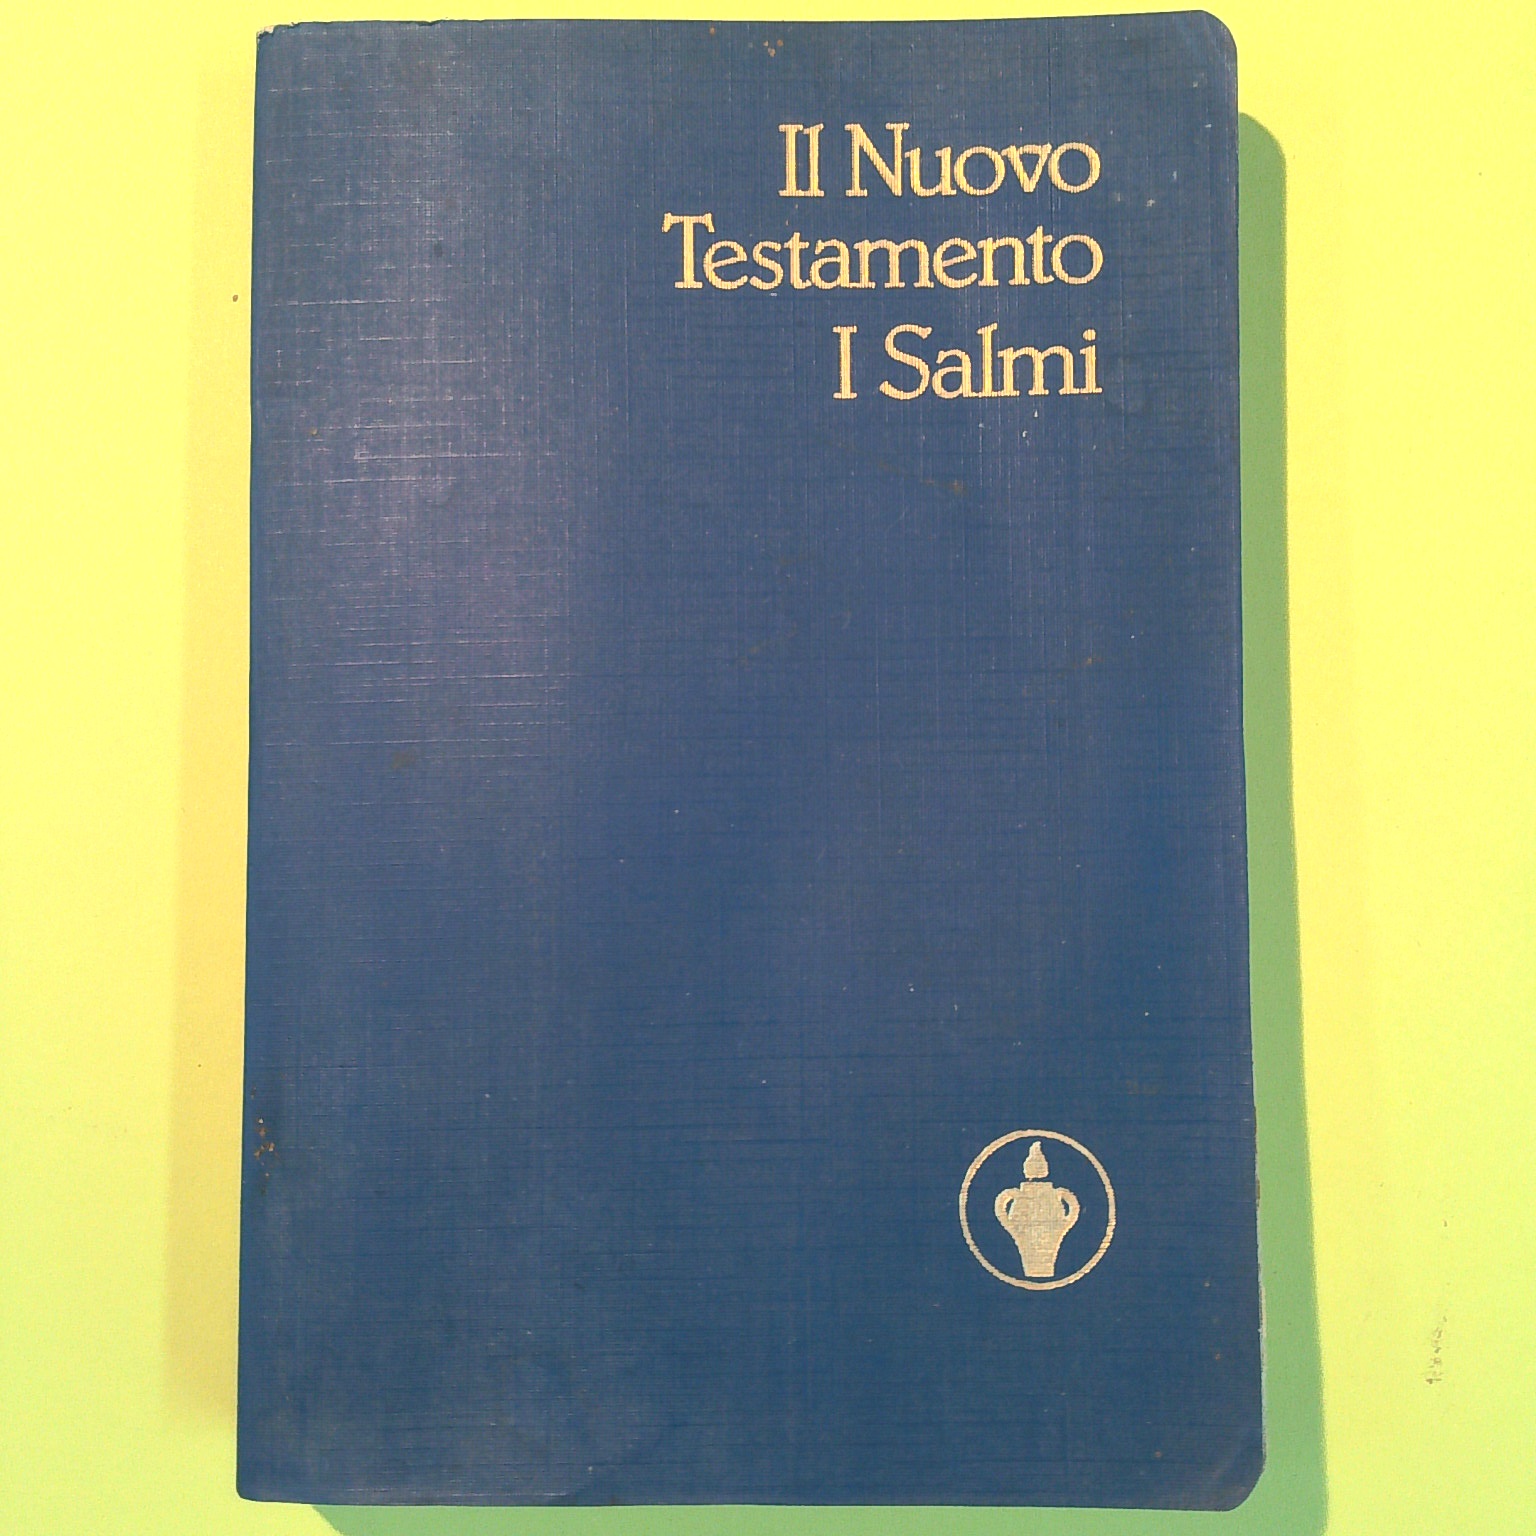 Il Nuovo
Testamento
I Salmi